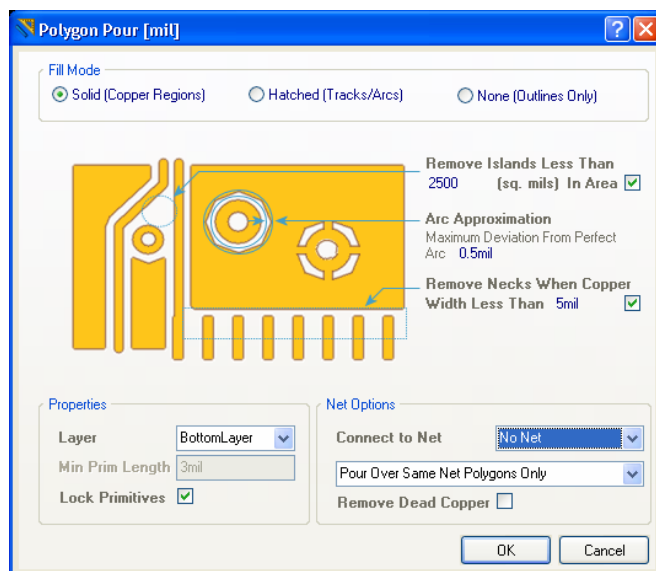 Polygon Pour [mil]
Fill Mode
Solid (Copper Regions)
Hatched (Tracks/Arcs)
None (Outlines Only)
Remove Islands Less Than
2500 (sq. mils) In Area
Arc Approximation
Maximum Deviation From Perfect
Arc 0.5mil
Remove Necks When Copper
Width Less Than 5mil
Properties
Layer BottomLayer
Min Prim Length 3mil
Lock Primitives
Net Options
Connect to Net No Net
Pour Over Same Net Polygons Only
Remove Dead Copper
OK
Cancel